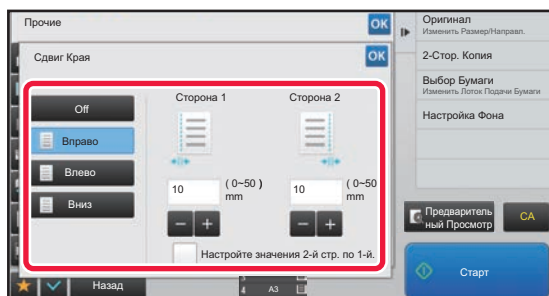 Прочие
OK
Сдвиг Края
OK
Off
Вправо
Влево
Вниз
Сторона 1
Сторона 2
10
( 0~50 )
mm
10
( 0~50
mm
Настройте значения 2-й стр. по 1-й.
Назад
4
A3
Оригинал
Изменить Размер/Направл.
2-Стор. Копия
Выбор Бумаги
Изменить Лоток Подачи Бумаги
Настройка Фона
Предваритель
ный Просмотр
CA
Старт